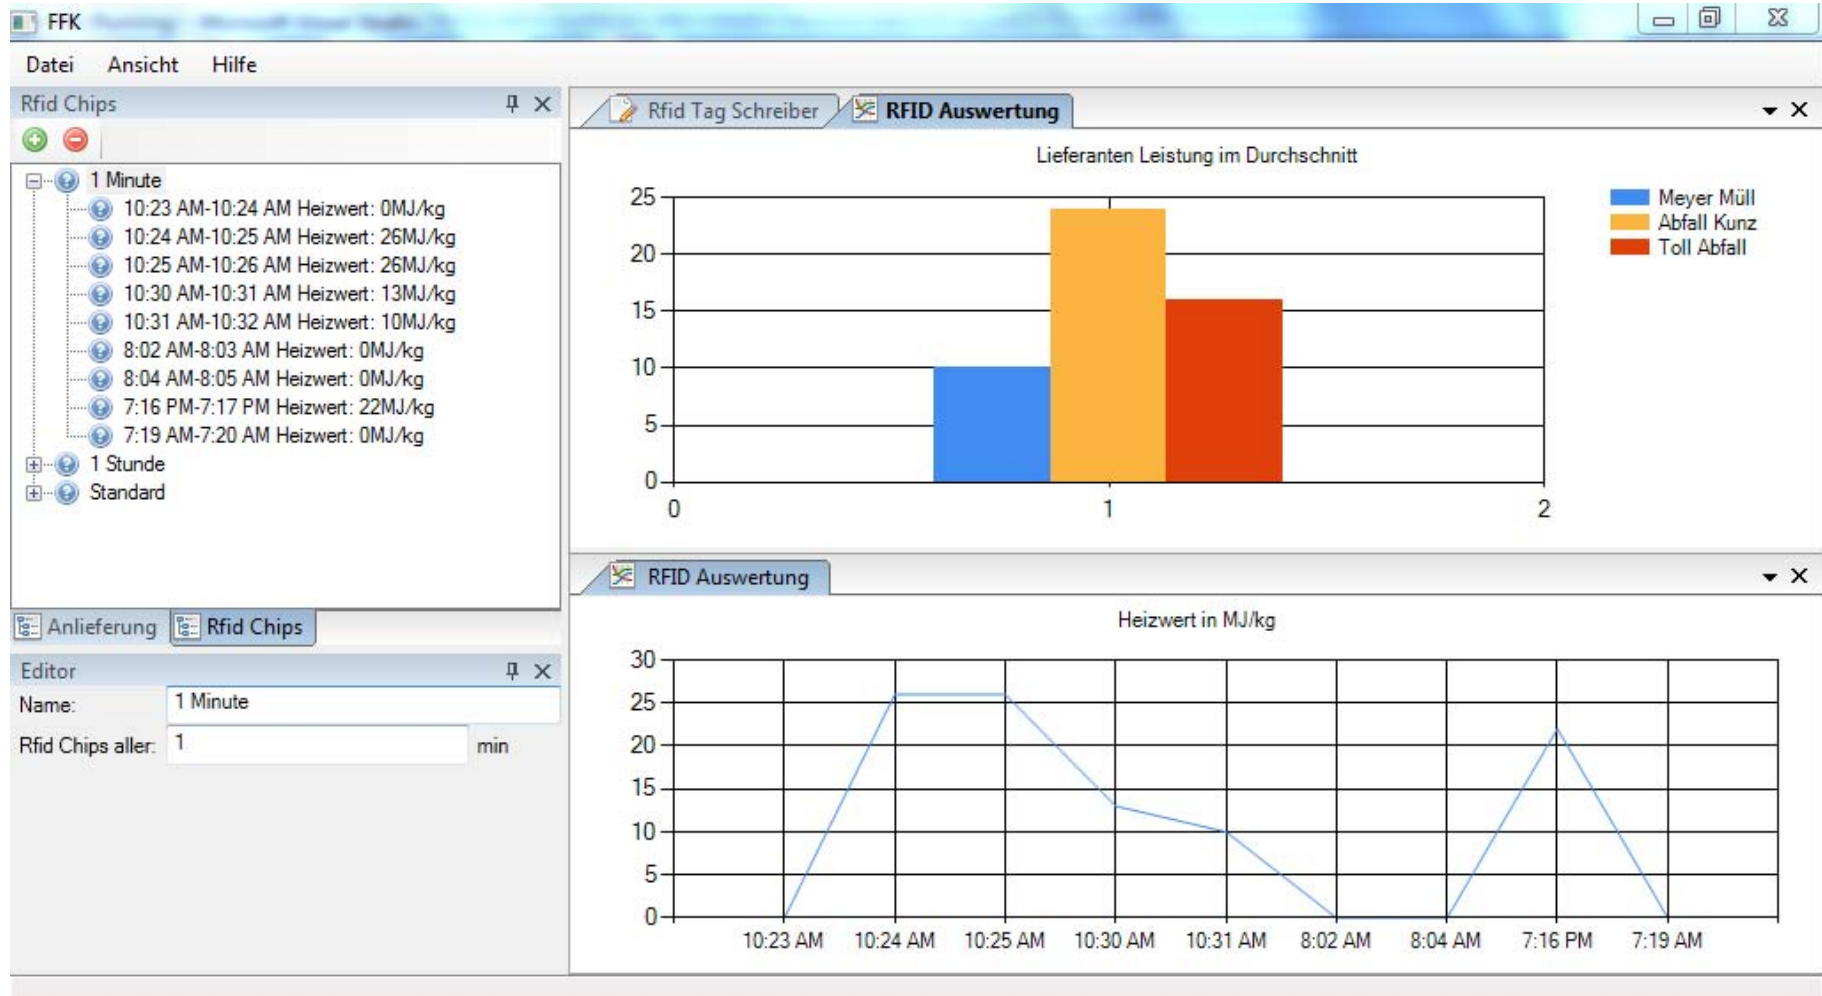 FFK
Datei Ansicht Hilfe
Rfid Chips
1 Minute
10:23 AM-10:24 AM Heizwert: 0MJ/kg
10:24 AM-10:25 AM Heizwert: 26MJ/kg
10:25 AM-10:26 AM Heizwert: 26MJ/kg
10:30 AM-10:31 AM Heizwert: 13MJ/kg
10:31 AM-10:32 AM Heizwert: 10MJ/kg
8:02 AM-8:03 AM Heizwert: 0MJ/kg
8:04 AM-8:05 AM Heizwert: 0MJ/kg
7:16 PM-7:17 PM Heizwert: 22MJ/kg
7:19 AM-7:20 AM Heizwert: 0MJ/kg
1 Stunde
Standard
Anlieferung Rfid Chips
Editor
Name: 1 Minute
Rfid Chips aller: 1 min
Rfid Tag Schreiber RFID Auswertung
Lieferanten Leistung im Durchschnitt
25
20
15
10
5
0
0 1 2
Meyer Müll
Abfall Kunz
Toll Abfall
RFID Auswertung
Heizwert in MJ/kg
30
25
20
15
10
5
0
10:23 AM 10:24 AM 10:25 AM 10:30 AM 10:31 AM 8:02 AM 8:04 AM 7:16 PM 7:19 AM